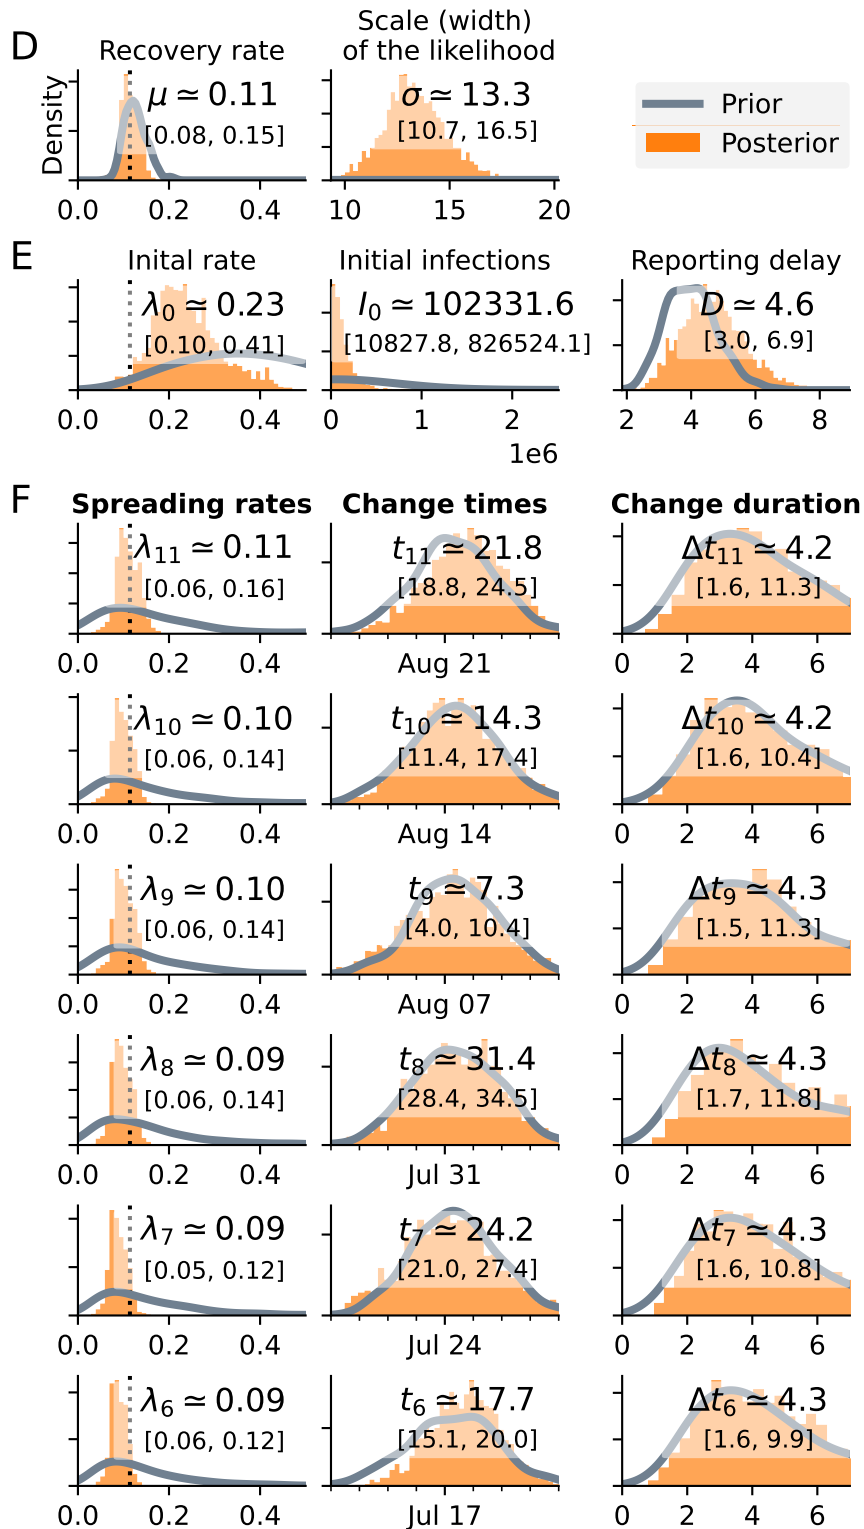 D
Recovery rate
Scale (width)
of the likelihood
Density
μ ≃ 0.11
[0.08, 0.15]
0.0 0.2 0.4
σ ≃ 13.3
[10.7, 16.5]
10 15 20
Prior
Posterior
E
Inital rate
λ0 ≃ 0.23
[0.10, 0.41]
0.0 0.2 0.4
Initial infections
I0 ≃ 102331.6
[10827.8, 826524.1]
0 1 2
1e6
Reporting delay
D ≃ 4.6
[3.0, 6.9]
2 4 6 8
F
Spreading rates
Change times
Change duration
λ11 ≃ 0.11
[0.06, 0.16]
0.0 0.2 0.4
t11 ≃ 21.8
[18.8, 24.5]
Aug 21
Δt11 ≃ 4.2
[1.6, 11.3]
0 2 4 6
λ10 ≃ 0.10
[0.06, 0.14]
0.0 0.2 0.4
t10 ≃ 14.3
[11.4, 17.4]
Aug 14
Δt10 ≃ 4.2
[1.6, 10.4]
0 2 4 6
λ9 ≃ 0.10
[0.06, 0.14]
0.0 0.2 0.4
t9 ≃ 7.3
[4.0, 10.4]
Aug 07
Δt9 ≃ 4.3
[1.5, 11.3]
0 2 4 6
λ8 ≃ 0.09
[0.06, 0.14]
0.0 0.2 0.4
t8 ≃ 31.4
[28.4, 34.5]
Jul 31
Δt8 ≃ 4.3
[1.7, 11.8]
0 2 4 6
λ7 ≃ 0.09
[0.05, 0.12]
0.0 0.2 0.4
t7 ≃ 24.2
[21.0, 27.4]
Jul 24
Δt7 ≃ 4.3
[1.6, 10.8]
0 2 4 6
λ6 ≃ 0.09
[0.06, 0.12]
0.0 0.2 0.4
t6 ≃ 17.7
[15.1, 20.0]
Jul 17
Δt6 ≃ 4.3
[1.6, 9.9]
0 2 4 6